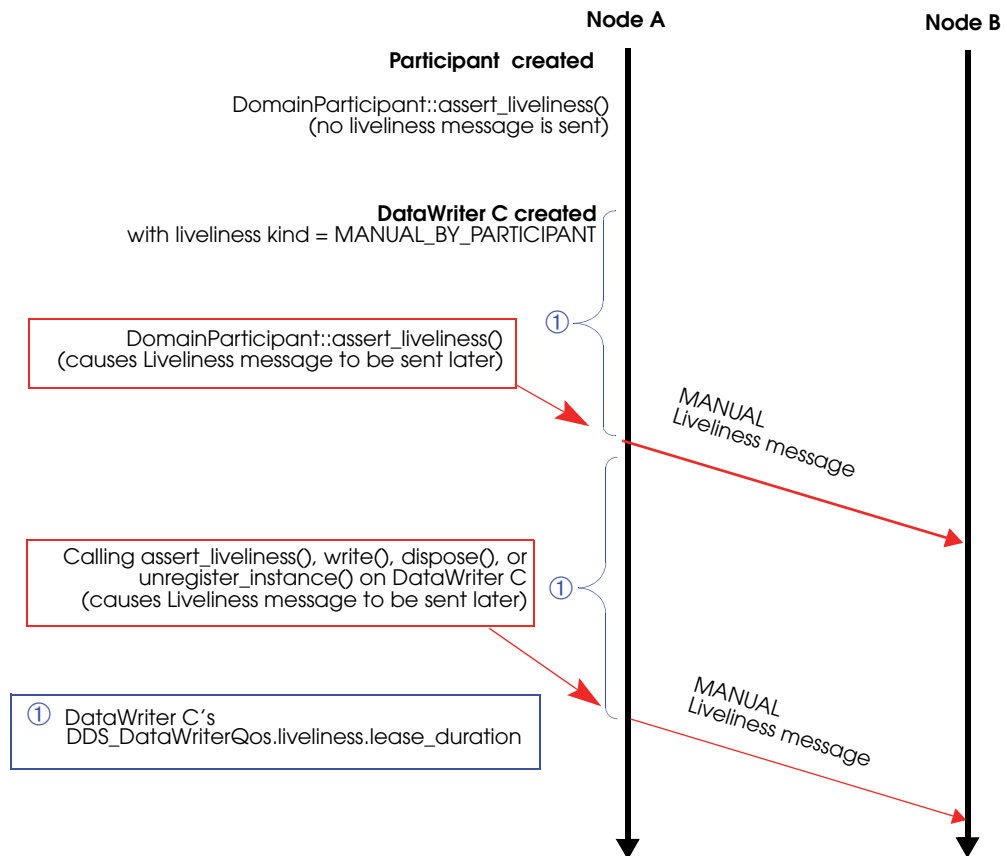 Node A
Node B
Participant created
DomainParticipant::assert_liveliness()
(no liveliness message is sent)
DataWriter C created
with liveliness kind = MANUAL_BY_PARTICIPANT
①
DomainParticipant::assert_liveliness()
(causes Liveliness message to be sent later)
MANUAL
Liveliness message
Calling assert_liveliness(), write(), dispose(), or
unregister_instance() on DataWriter C
(causes Liveliness message to be sent later)
①
MANUAL
Liveliness message
① DataWriter C's
DDS_DataWriterQos.liveliness.lease_duration